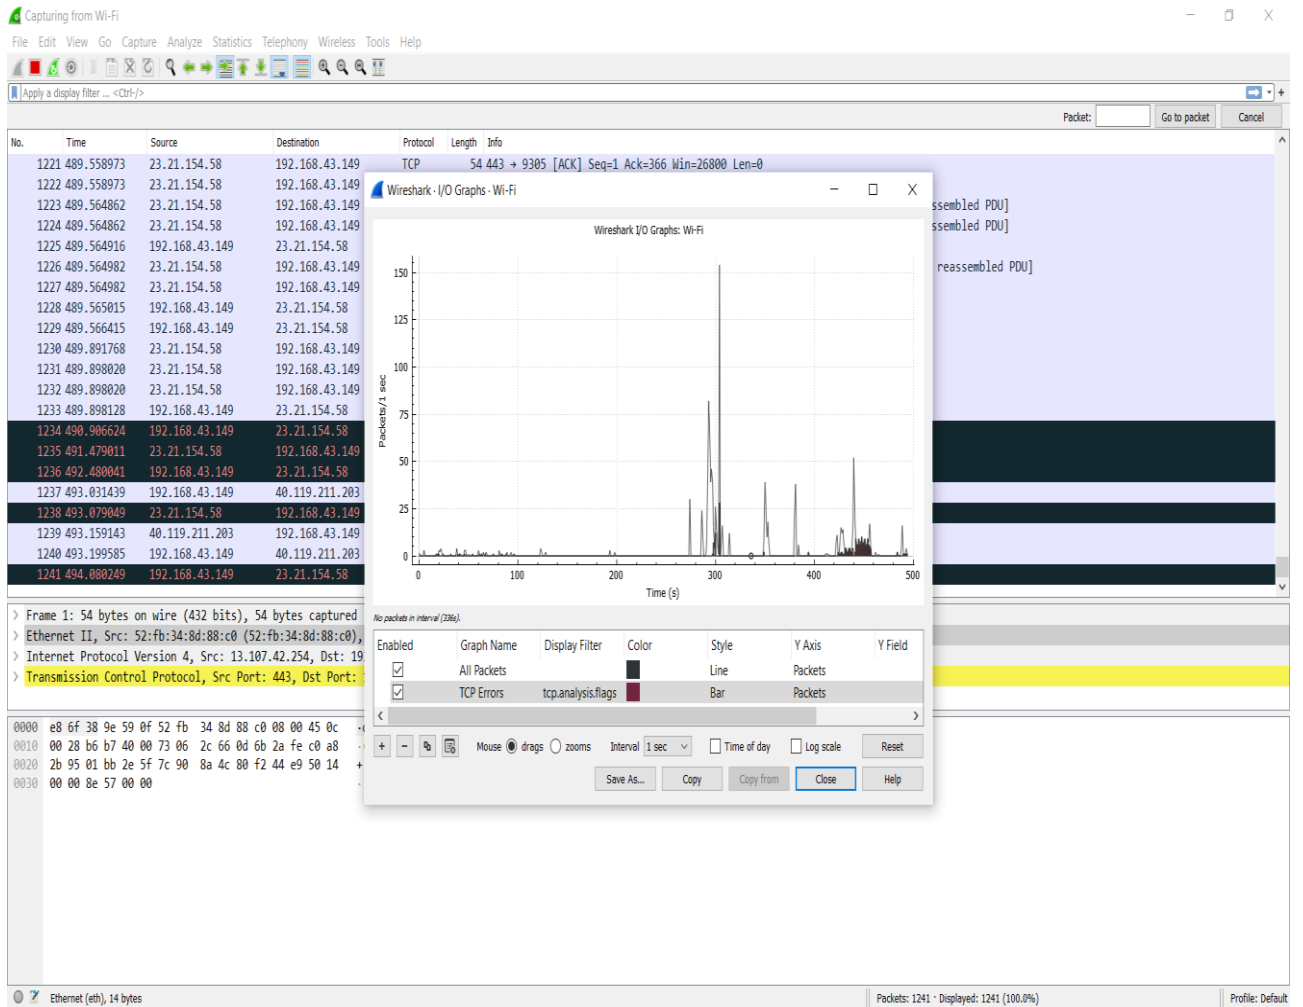 Capturing from Wi-Fi
File Edit View Go Capture Analyze Statistics Telephony Wireless Tools Help
Apply a display filter ... <Ctrl-/>
Packet: Go to packet Cancel
No. Time Source Destination Protocol Length Info
1221 489.558973 23.21.154.58 192.168.43.149 TCP 54 443 → 9305 [ACK] Seq=1 Ack=366 Win=26800 Len=0
1222 489.558973 23.21.154.58 192.168.43.149
1223 489.564862 23.21.154.58 192.168.43.149 ssembled PDU]
1224 489.564862 23.21.154.58 192.168.43.149 ssembled PDU]
1225 489.564916 192.168.43.149 23.21.154.58
1226 489.564982 23.21.154.58 192.168.43.149 reassembled PDU]
1227 489.564982 23.21.154.58 192.168.43.149
1228 489.565015 192.168.43.149 23.21.154.58
1229 489.566415 192.168.43.149 23.21.154.58
1230 489.891768 23.21.154.58 192.168.43.149
1231 489.898020 23.21.154.58 192.168.43.149
1232 489.898020 23.21.154.58 192.168.43.149
1233 489.898128 192.168.43.149 23.21.154.58
1234 490.906624 192.168.43.149 23.21.154.58
1235 491.479011 23.21.154.58 192.168.43.149
1236 492.480041 192.168.43.149 23.21.154.58
1237 493.031439 192.168.43.149 40.119.211.203
1238 493.079049 23.21.154.58 192.168.43.149
1239 493.159143 40.119.211.203 192.168.43.149
1240 493.199585 192.168.43.149 40.119.211.203
1241 494.080249 192.168.43.149 23.21.154.58
Wireshark · I/O Graphs · Wi-Fi
Wireshark I/O Graphs: Wi-Fi
150
125
100
75
50
25
0
Packets/1 sec
0 100 200 300 400 500
Time (s)
No packets in interval (336s).
Enabled Graph Name Display Filter Color Style Y Axis Y Field
All Packets Line Packets
TCP Errors tcp.analysis.flags Bar Packets
Mouse drags zooms Interval 1 sec Time of day Log scale Reset
Save As... Copy Copy from Close Help
Frame 1: 54 bytes on wire (432 bits), 54 bytes captured
Ethernet II, Src: 52:fb:34:8d:88:c0 (52:fb:34:8d:88:c0),
Internet Protocol Version 4, Src: 13.107.42.254, Dst: 19
Transmission Control Protocol, Src Port: 443, Dst Port:
0000 e8 6f 38 9e 59 0f 52 fb 34 8d 88 c0 08 00 45 0c
0010 00 28 b6 b7 40 00 73 06 2c 66 0d 6b 2a fe c0 a8
0020 2b 95 01 bb 2e 5f 7c 90 8a 4c 80 f2 44 e9 50 14 +
0030 00 00 8e 57 00 00
Ethernet (eth), 14 bytes
Packets: 1241 · Displayed: 1241 (100.0%)
Profile: Default